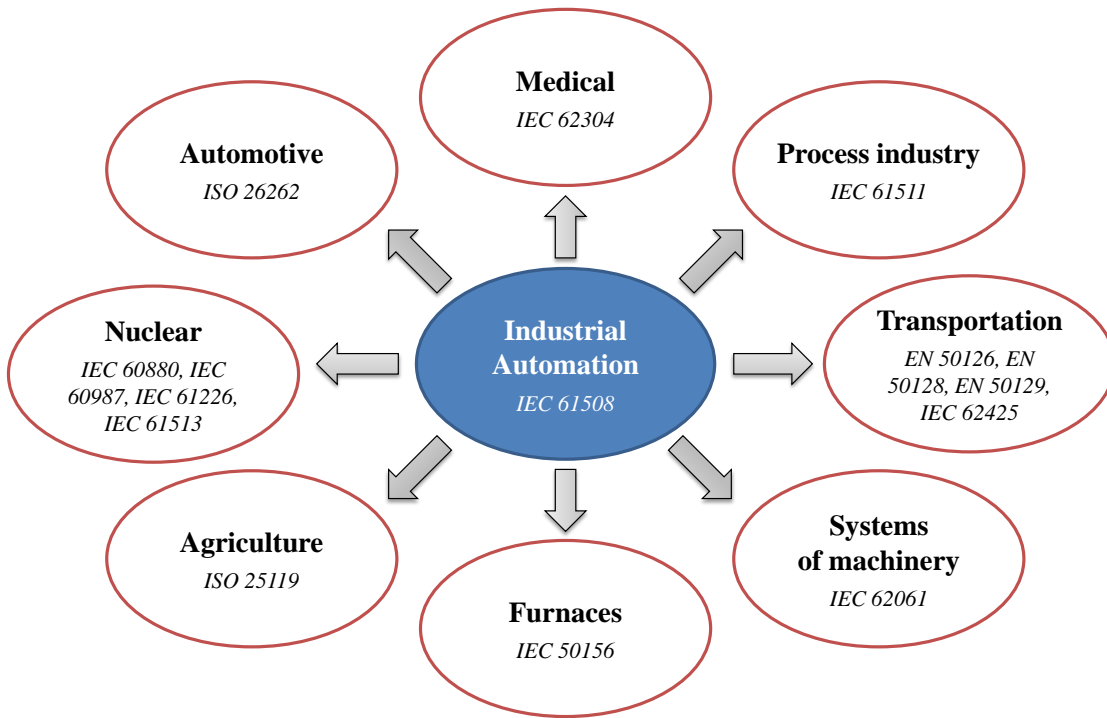 Medical
IEC 62304
Automotive
ISO 26262
Process industry
IEC 61511
Nuclear
IEC 60880, IEC
60987, IEC 61226,
IEC 61513
Industrial
Automation
IEC 61508
Transportation
EN 50126, EN
50128, EN 50129,
IEC 62425
Agriculture
ISO 25119
Furnaces
IEC 50156
Systems
of machinery
IEC 62061